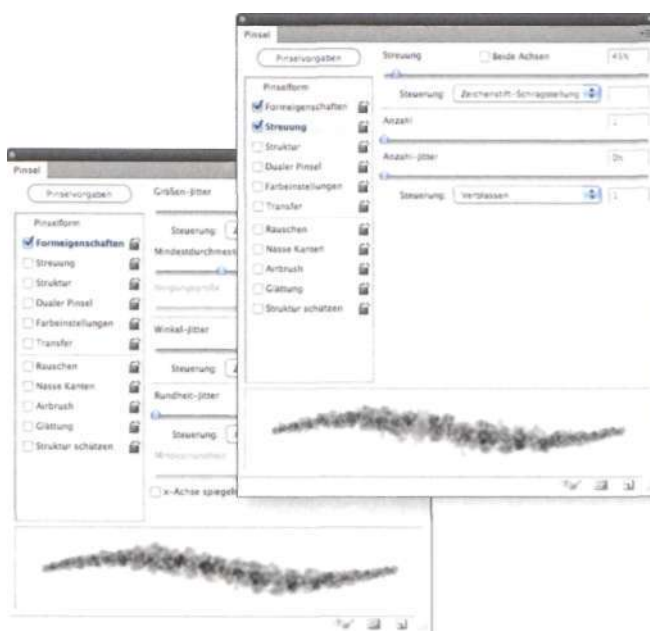 Pinsel
Pinselvorgaben
Streuung
Beide Achsen
45%
Pinselform
Steuerung: Zeichenstift-Schrägstellung
Formeigenschaften
Streuung
Anzahl
1
Struktur
Dualer Pinsel
Anzahl-Jitter
0%
Farbeinstellungen
Steuerung: Verblassen
1
Transfer
Rauschen
Nasse Kanten
Airbrush
Glättung
Struktur schützen
Pinsel
Pinselvorgaben
Größen-Jitter
Pinselform
Steuerung:
Formeigenschaften
Mindestdurchmess
Streuung
Struktur
Neigungsgröße
Dualer Pinsel
Farbeinstellungen
Winkel-Jitter
Transfer
Rauschen
Steuerung:
Nasse Kanten
Rundheit-Jitter
Airbrush
Glättung
Steuerung:
Struktur schützen
Mindestrundheit
x-Achse spiegeln